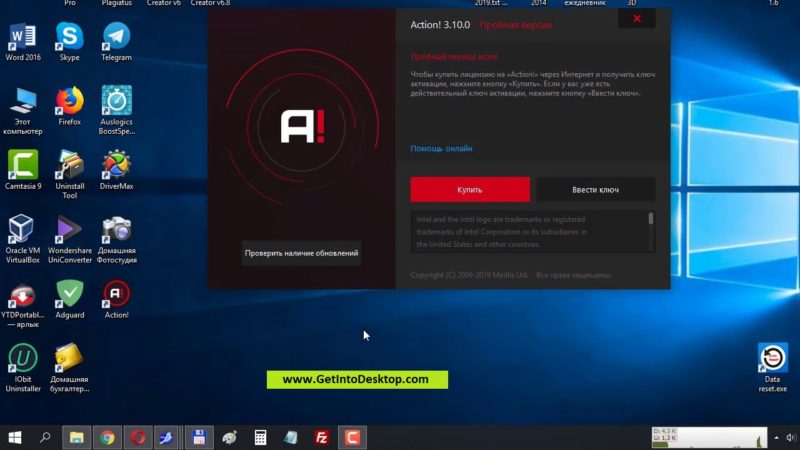 Pro
Plagiatus
Creator v6
Creator v6.8
2019.txt ...
2014
ежедневник
3D
1.6
Word 2016
Skype
Telegram
Этот компьютер
Firefox
Auslogics BoostSpe...
Camtasia 9
Uninstall Tool
DriverMax
Oracle VM VirtualBox
Wondershare UniConverter
Домашняя Фотостудия
YTDPortabl... — ярлык
Adguard
Action!
IObit Uninstaller
Домашняя бухгалтер...
A!
Проверить наличие обновлений
Action! 3.10.0 Пробная версия
Пробный период истек
Чтобы купить лицензию на «Action!» через Интернет и получить ключ
активации, нажмите кнопку «Купить». Если у вас уже есть
действительный ключ активации, нажмите кнопку «Ввести ключ».
Помощь онлайн
Купить
Ввести ключ
Intel and the Intel logo are trademarks or registered
trademarks of Intel Corporation or its subsidiaries in
the United States and other countries.
Copyright (C) 2009-2019 Mirillis Ltd. Все права защищены.
www.GetIntoDesktop.com
Data reset.exe
D: 4,3 K
U: 1,3 K